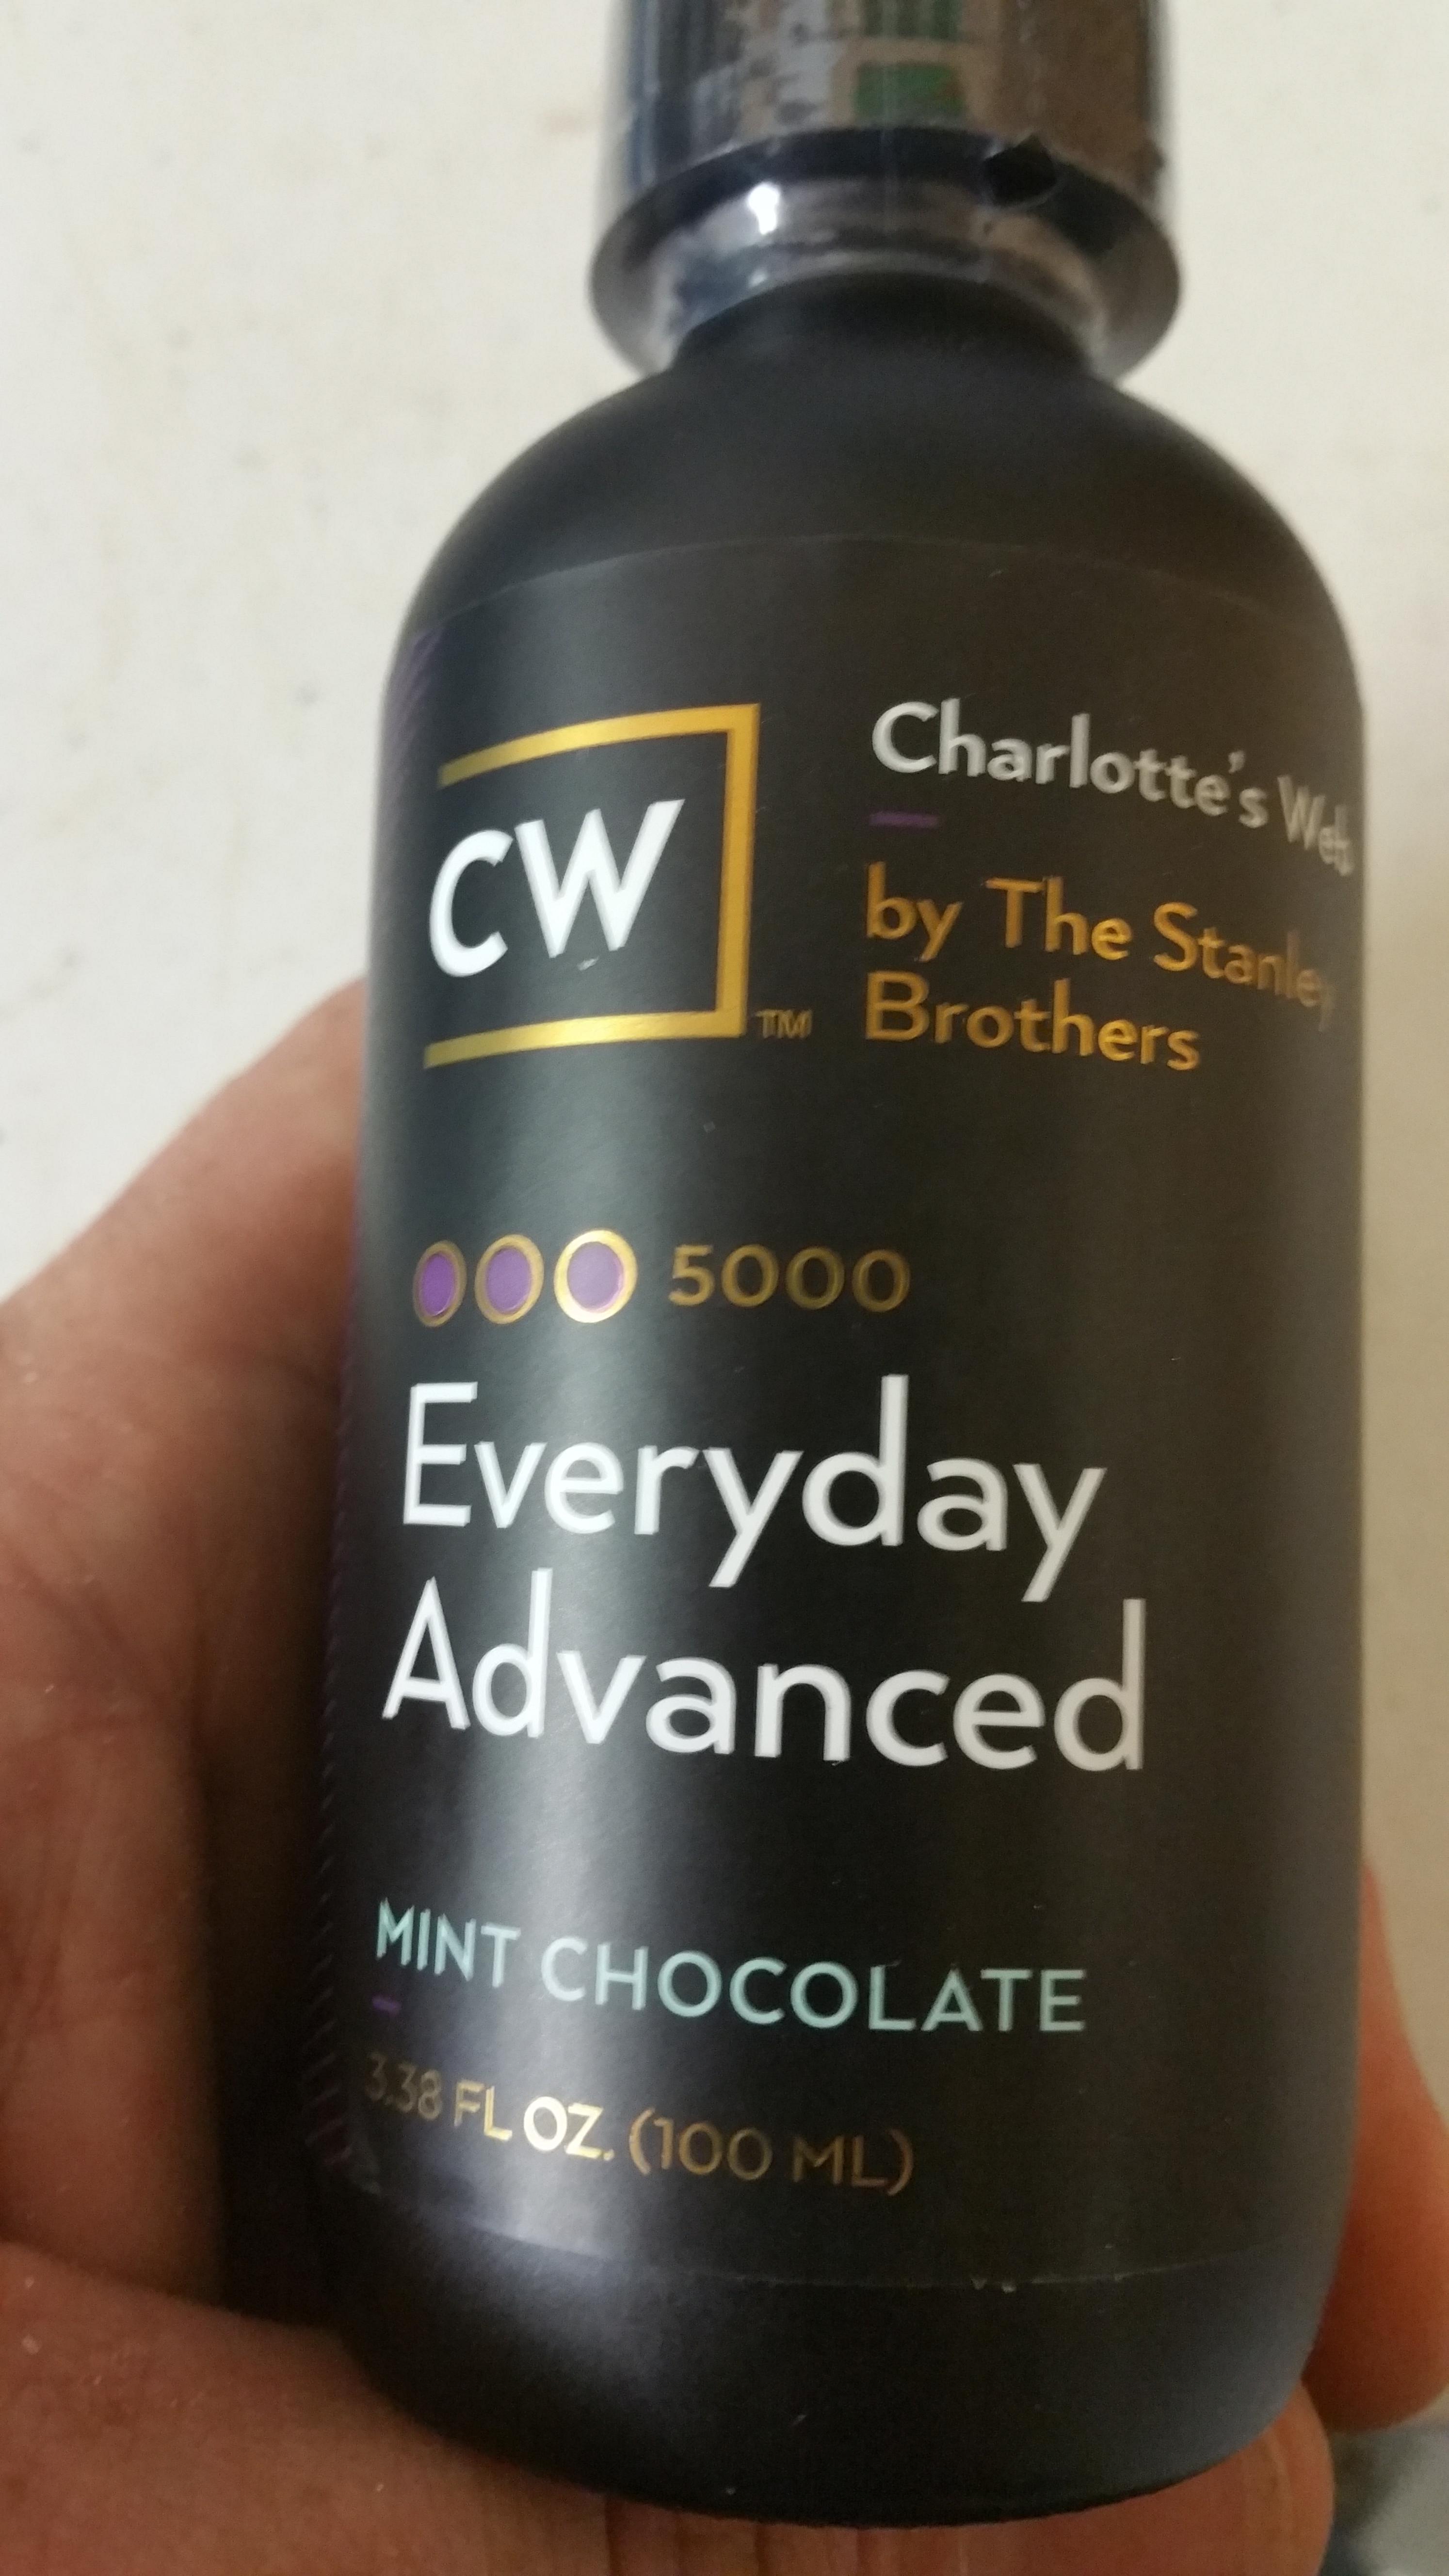 CW
TM
Charlotte's Web
by The Stanley
Brothers
5000
Everyday
Advanced
MINT CHOCOLATE
3.38 FL OZ. (100 ML)